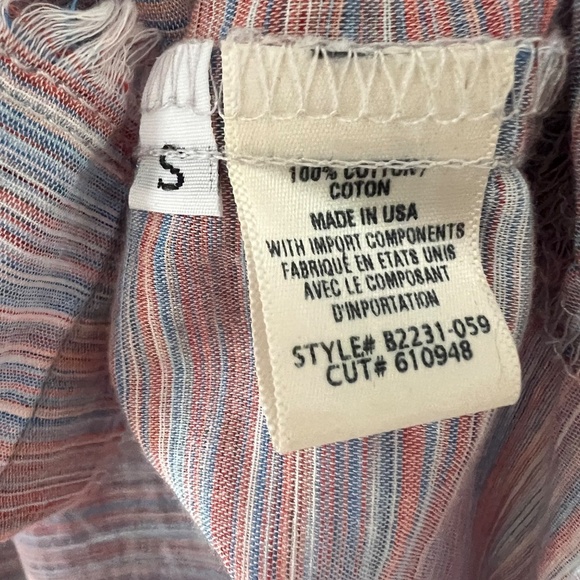 S
100% COTTON/
COTON
MADE IN USA
WITH IMPORT COMPONENTS
FABRIQUÉ EN ETATS UNIS
AVEC LE COMPOSANT
D'INPORTATION
STYLE# B2231-059
CUT# 610948